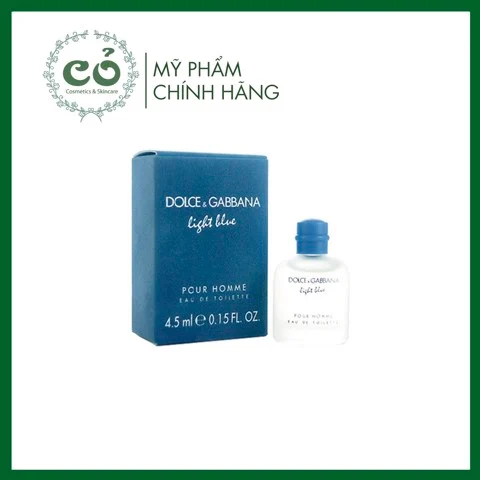 CỎ
Cosmetics & Skincare
MỸ PHẨM
CHÍNH HÃNG
DOLCE & GABBANA
light blue
POUR HOMME
EAU DE TOILETTE
4.5 ml e 0.15 FL. OZ.
DOLCE & GABBANA
light blue
POUR HOMME
EAU DE TOILETTE